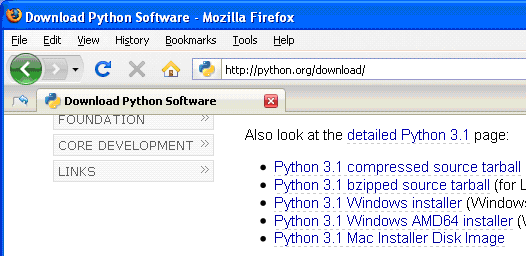 Download Python Software - Mozilla Firefox
File Edit View History Bookmarks Tools Help
http://python.org/download/
Download Python Software
FOUNDATION
CORE DEVELOPMENT
LINKS
Also look at the detailed Python 3.1 page:
Python 3.1 compressed source tarball
Python 3.1 bzipped source tarball (for L
Python 3.1 Windows installer (Windows
Python 3.1 Windows AMD64 installer (
Python 3.1 Mac Installer Disk Image